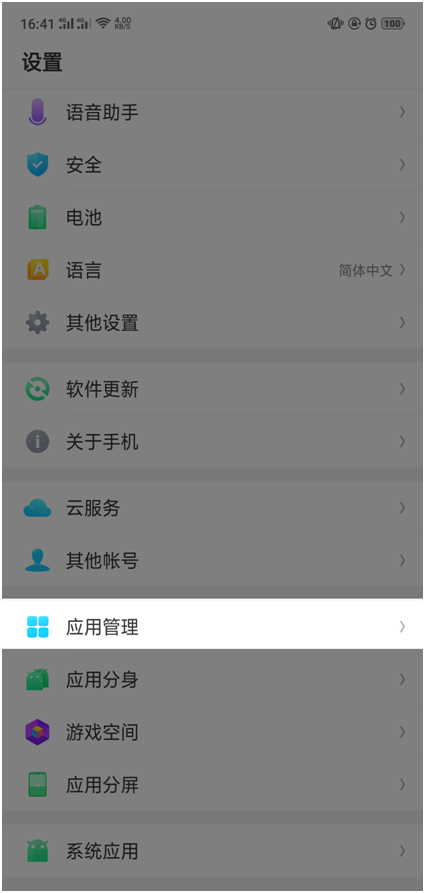 16:41 4G 4G 4.00 KB/S 100
设置
语音助手
安全
电池
语言 简体中文
其他设置
软件更新
关于手机
云服务
其他帐号
应用管理
应用分身
游戏空间
应用分屏
系统应用